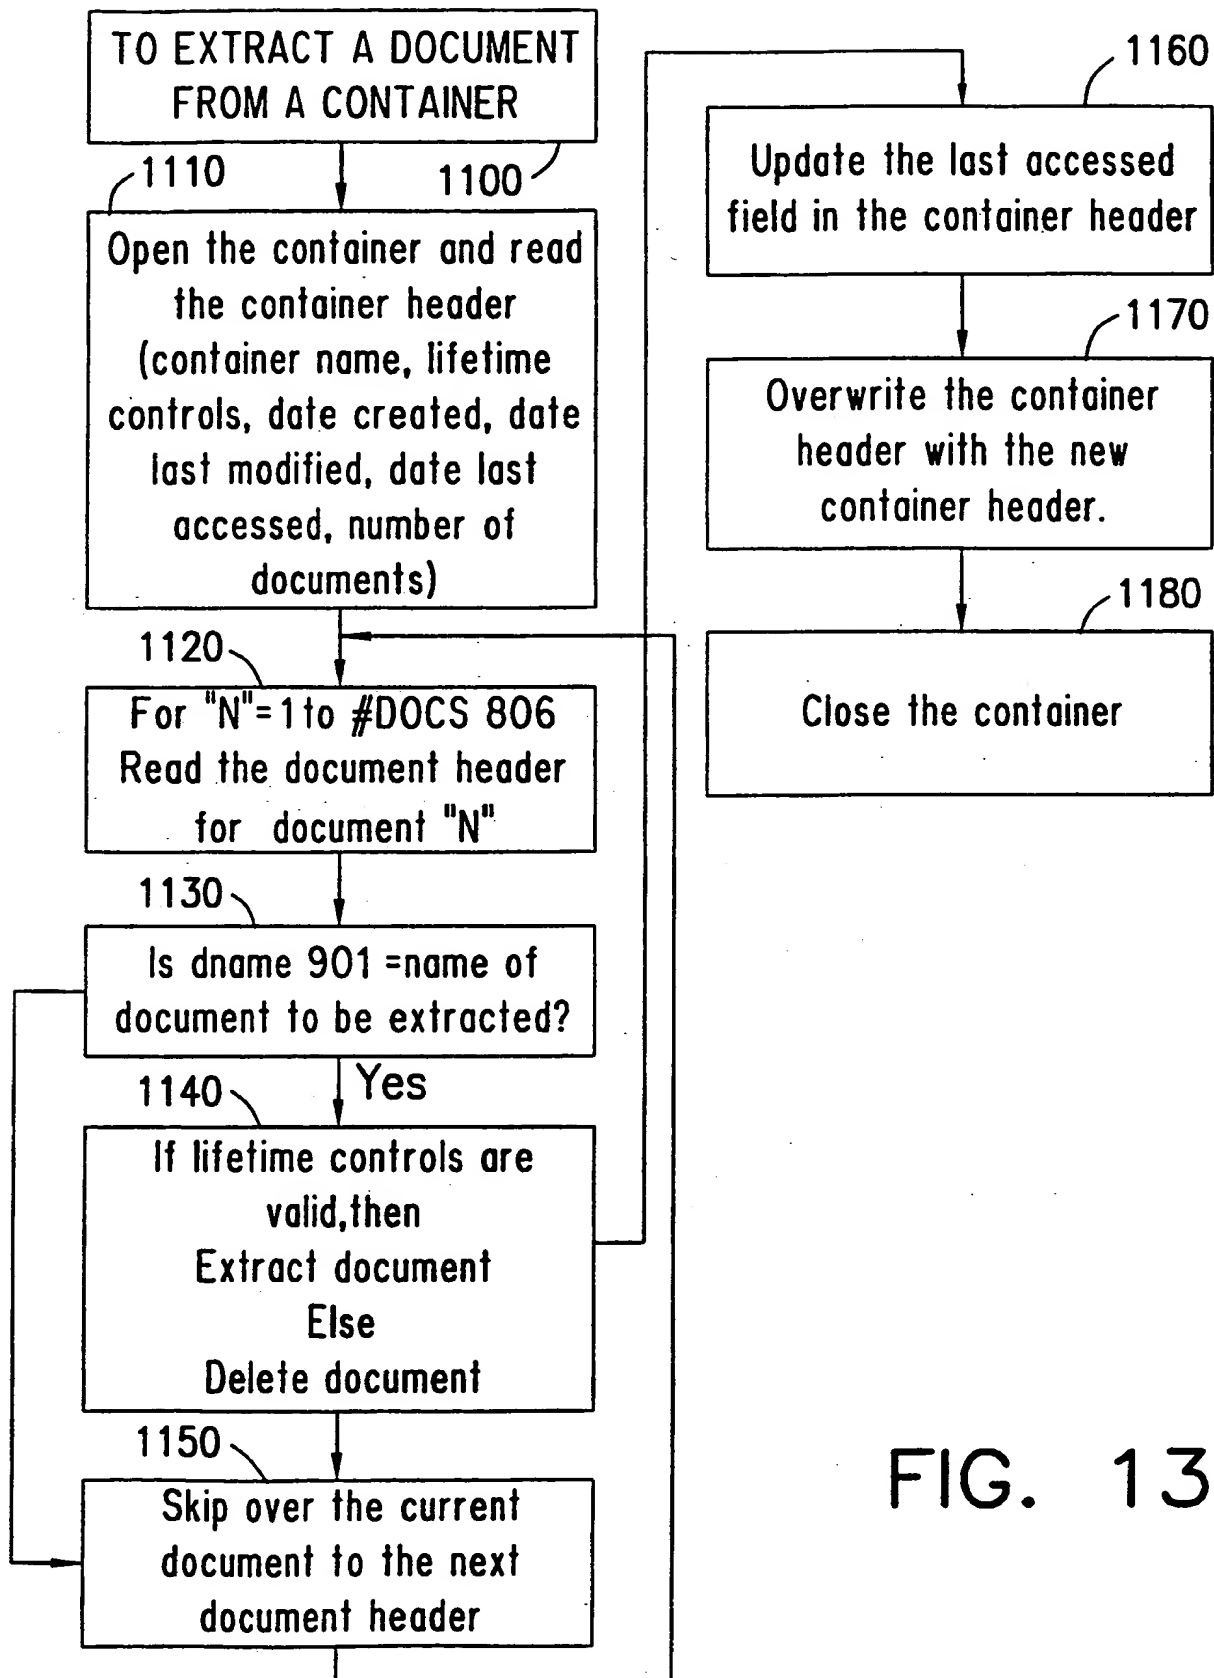 TO EXTRACT A DOCUMENT
FROM A CONTAINER
1100
1110
Open the container and read
the container header
(container name, lifetime
controls, date created, date
last modified, date last
accessed, number of
documents)
1120
For "N"=1 to #DOCS 806
Read the document header
for document "N"
1130
Is dname 901 =name of
document to be extracted?
Yes
1140
If lifetime controls are
valid,then
Extract document
Else
Delete document
1150
Skip over the current
document to the next
document header
1160
Update the last accessed
field in the container header
1170
Overwrite the container
header with the new
container header.
1180
Close the container
FIG. 13